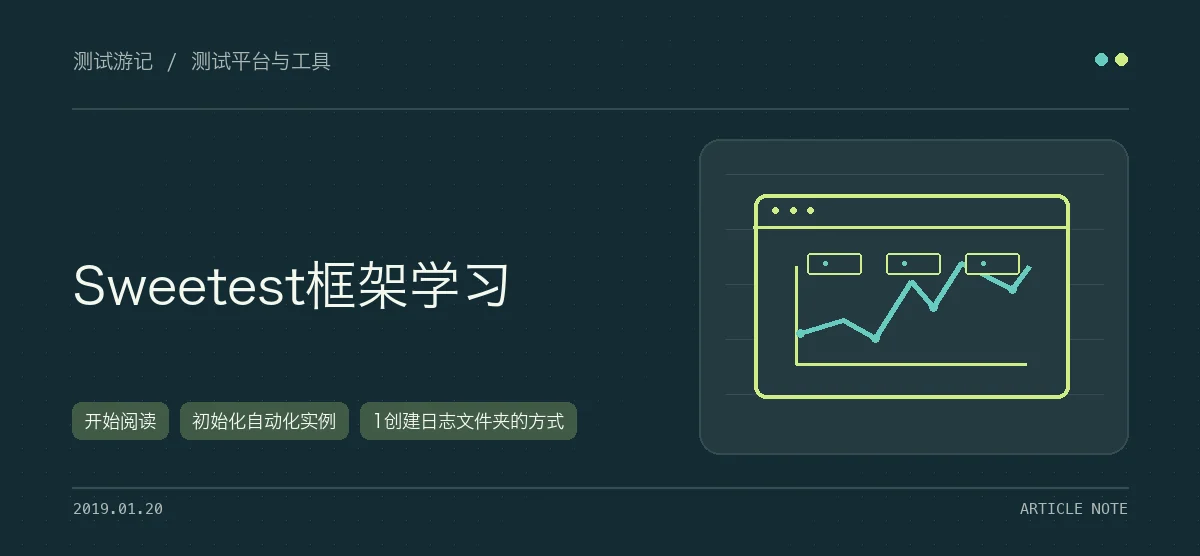 测试游记 / 测试平台与工具
Sweetest框架学习
开始阅读
初始化自动化实例
1创建日志文件夹的方式
2019.01.20
ARTICLE NOTE